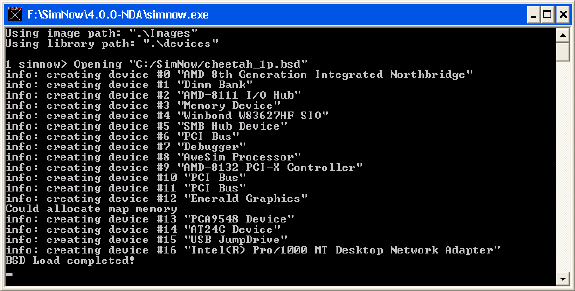 F:\SimNow\4.0.0-NDA\simnow.exe
Using image path: ".\Images"
Using library path: ".\devices"
1 simnow> Opening "C:/SimNow/cheetah_1p.bsd"
info: creating device #0 "AMD 8th Generation Integrated Northbridge"
info: creating device #1 "Dimm Bank"
info: creating device #2 "AMD-8111 I/O Hub"
info: creating device #3 "Memory Device"
info: creating device #4 "Winbond W83627HF SIO"
info: creating device #5 "SMB Hub Device"
info: creating device #6 "PCI Bus"
info: creating device #7 "Debugger"
info: creating device #8 "AweSim Processor"
info: creating device #9 "AMD-8132 PCI-X Controller"
info: creating device #10 "PCI Bus"
info: creating device #11 "PCI Bus"
info: creating device #12 "Emerald Graphics"
Could allocate map memory
info: creating device #13 "PCA9548 Device"
info: creating device #14 "AT24C Device"
info: creating device #15 "USB JumpDrive"
info: creating device #16 "Intel(R) Pro/1000 MT Desktop Network Adapter"
BSD Load completed!